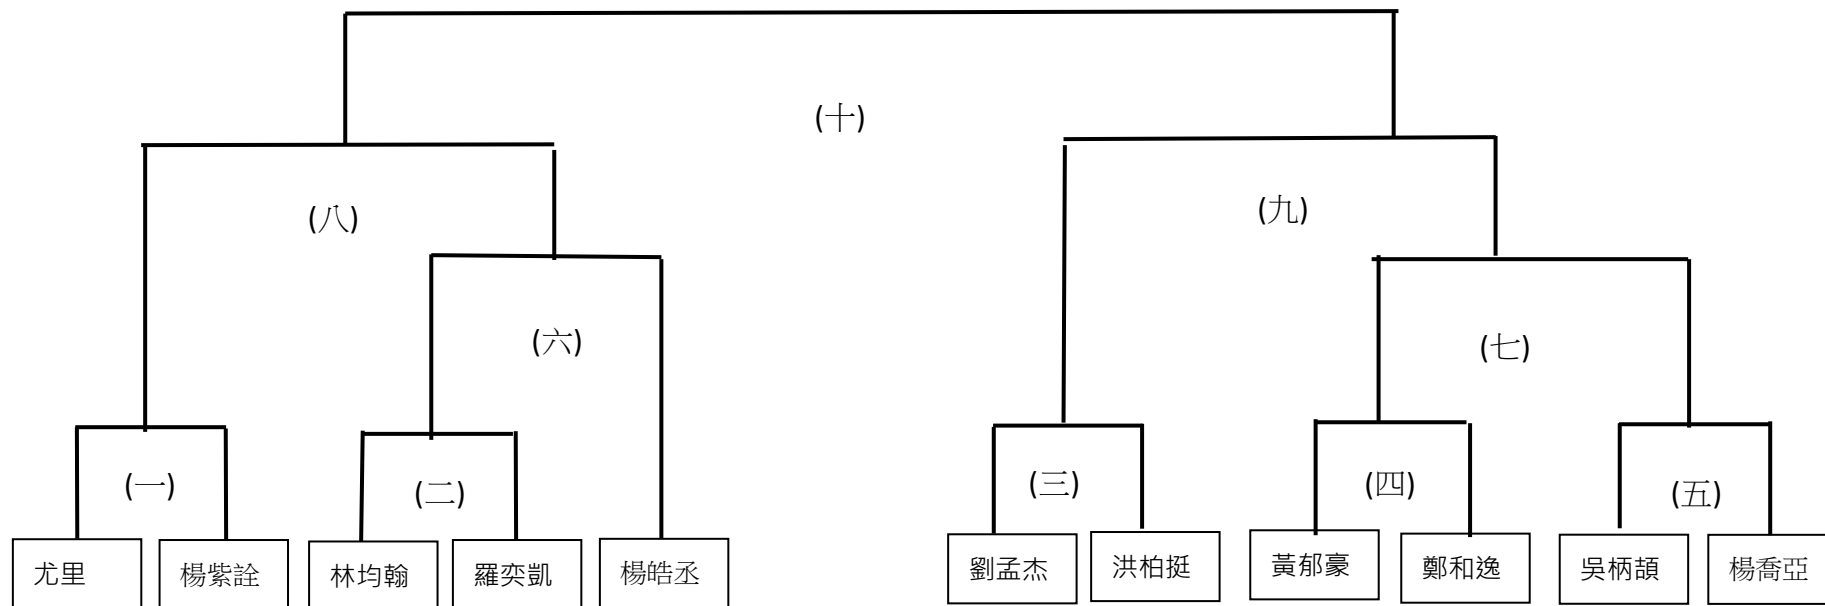 (十)
(八)
(九)
(六)
(七)
(一)
(二)
(三)
(四)
(五)
尤里
楊紫詮
林均翰
羅奕凱
楊皓丞
劉孟杰
洪柏挺
黃郁豪
鄭和逸
吳柄頡
楊喬亞